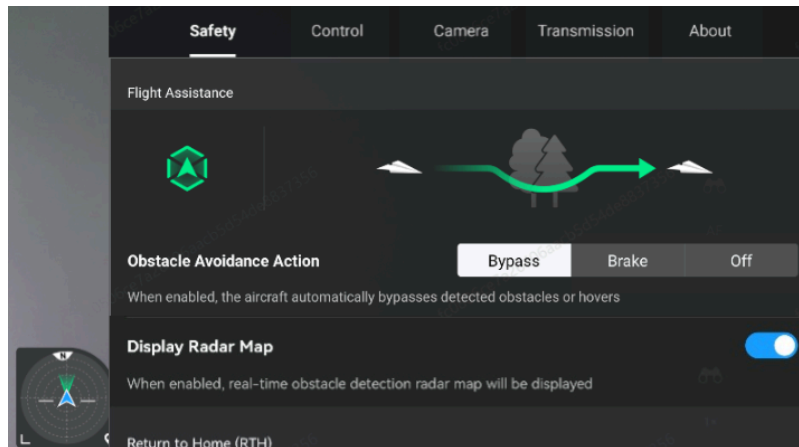 Safety Control Camera Transmission About
Flight Assistance
Obstacle Avoidance Action Bypass Brake Off
When enabled, the aircraft automatically bypasses detected obstacles or hovers
Display Radar Map
When enabled, real-time obstacle detection radar map will be displayed
N
L
Return to Home (RTH)